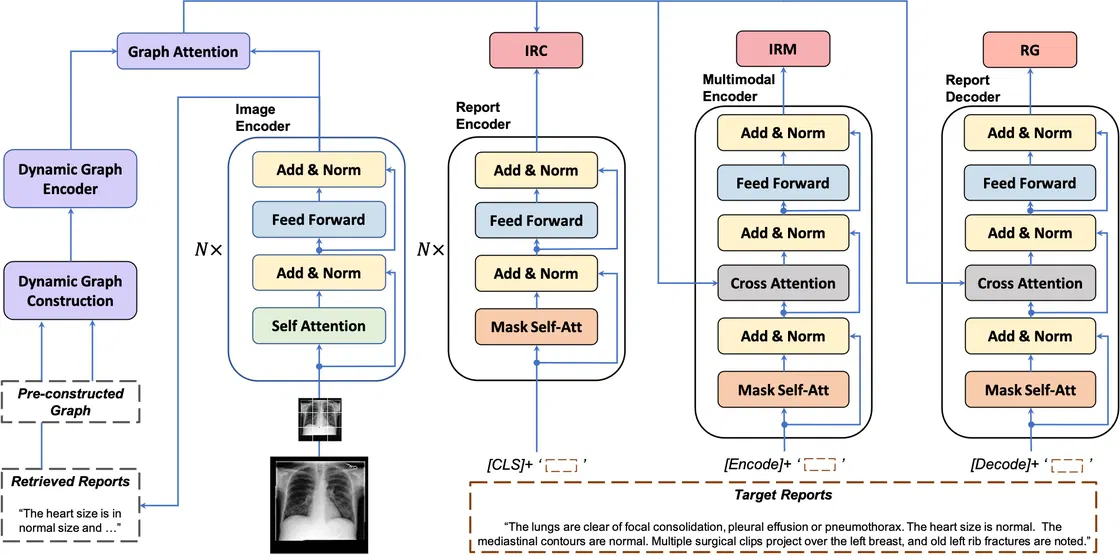 Graph Attention
IRC
IRM
RG
Image
Encoder
Report
Encoder
Multimodal
Encoder
Report
Decoder
Dynamic Graph
Encoder
Dynamic Graph
Construction
Pre-constructed
Graph
Retrieved Reports
“The heart size is in
normal size and …”
N×
Add & Norm
Feed Forward
Add & Norm
Self Attention
N×
Add & Norm
Feed Forward
Add & Norm
Mask Self-Att
Add & Norm
Feed Forward
Add & Norm
Cross Attention
Add & Norm
Mask Self-Att
Add & Norm
Feed Forward
Add & Norm
Cross Attention
Add & Norm
Mask Self-Att
[CLS]+ ‘ ’
[Encode]+ ‘ ’
[Decode]+ ‘ ’
Target Reports
“The lungs are clear of focal consolidation, pleural effusion or pneumothorax. The heart size is normal. The
mediastinal contours are normal. Multiple surgical clips project over the left breast, and old left rib fractures are noted.”